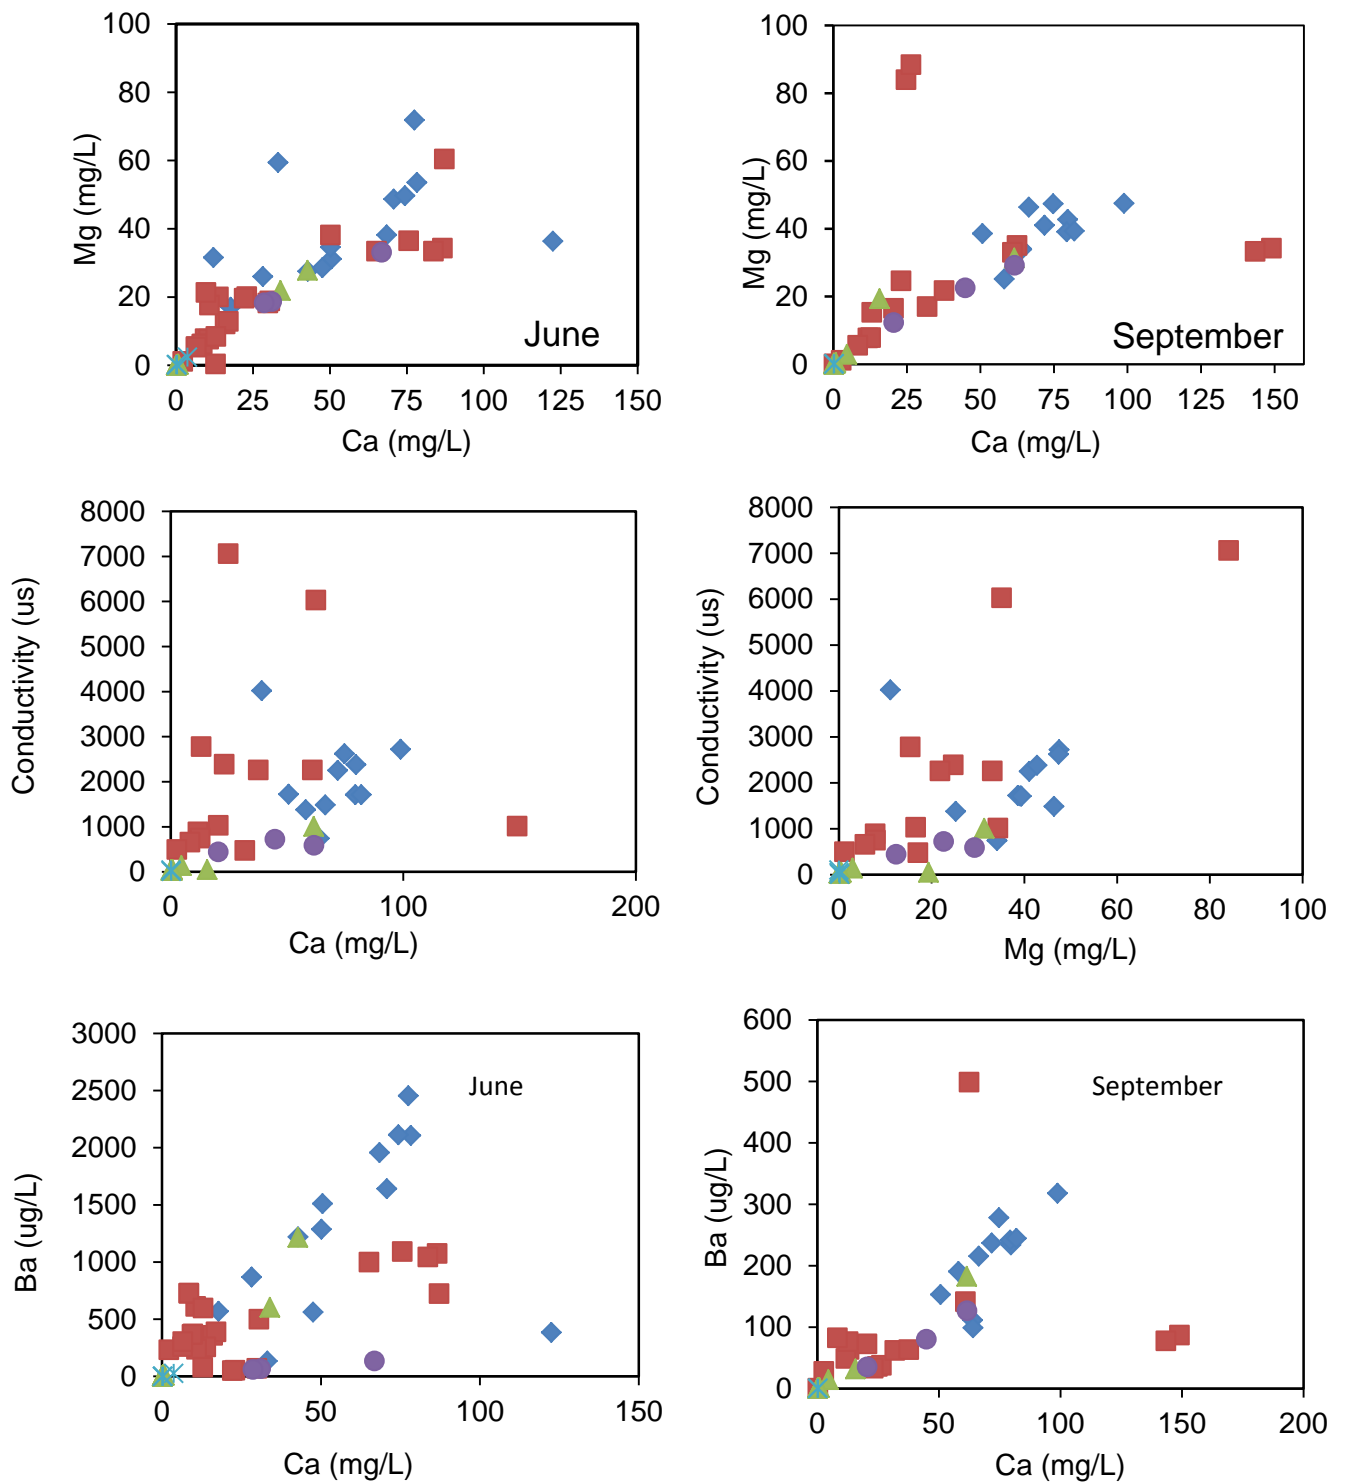 100
80
60
40
20
0
Mg (mg/L)
June
0 25 50 75 100 125 150
Ca (mg/L)
100
80
60
40
20
0
Mg (mg/L)
September
0 25 50 75 100 125 150
Ca (mg/L)
8000
7000
6000
5000
4000
3000
2000
1000
0
Conductivity (us)
0 100 200
Ca (mg/L)
8000
7000
6000
5000
4000
3000
2000
1000
0
Conductivity (us)
0 20 40 60 80 100
Mg (mg/L)
3000
2500
2000
1500
1000
500
0
Ba (ug/L)
June
0 50 100 150
Ca (mg/L)
600
500
400
300
200
100
0
Ba (ug/L)
September
0 50 100 150 200
Ca (mg/L)